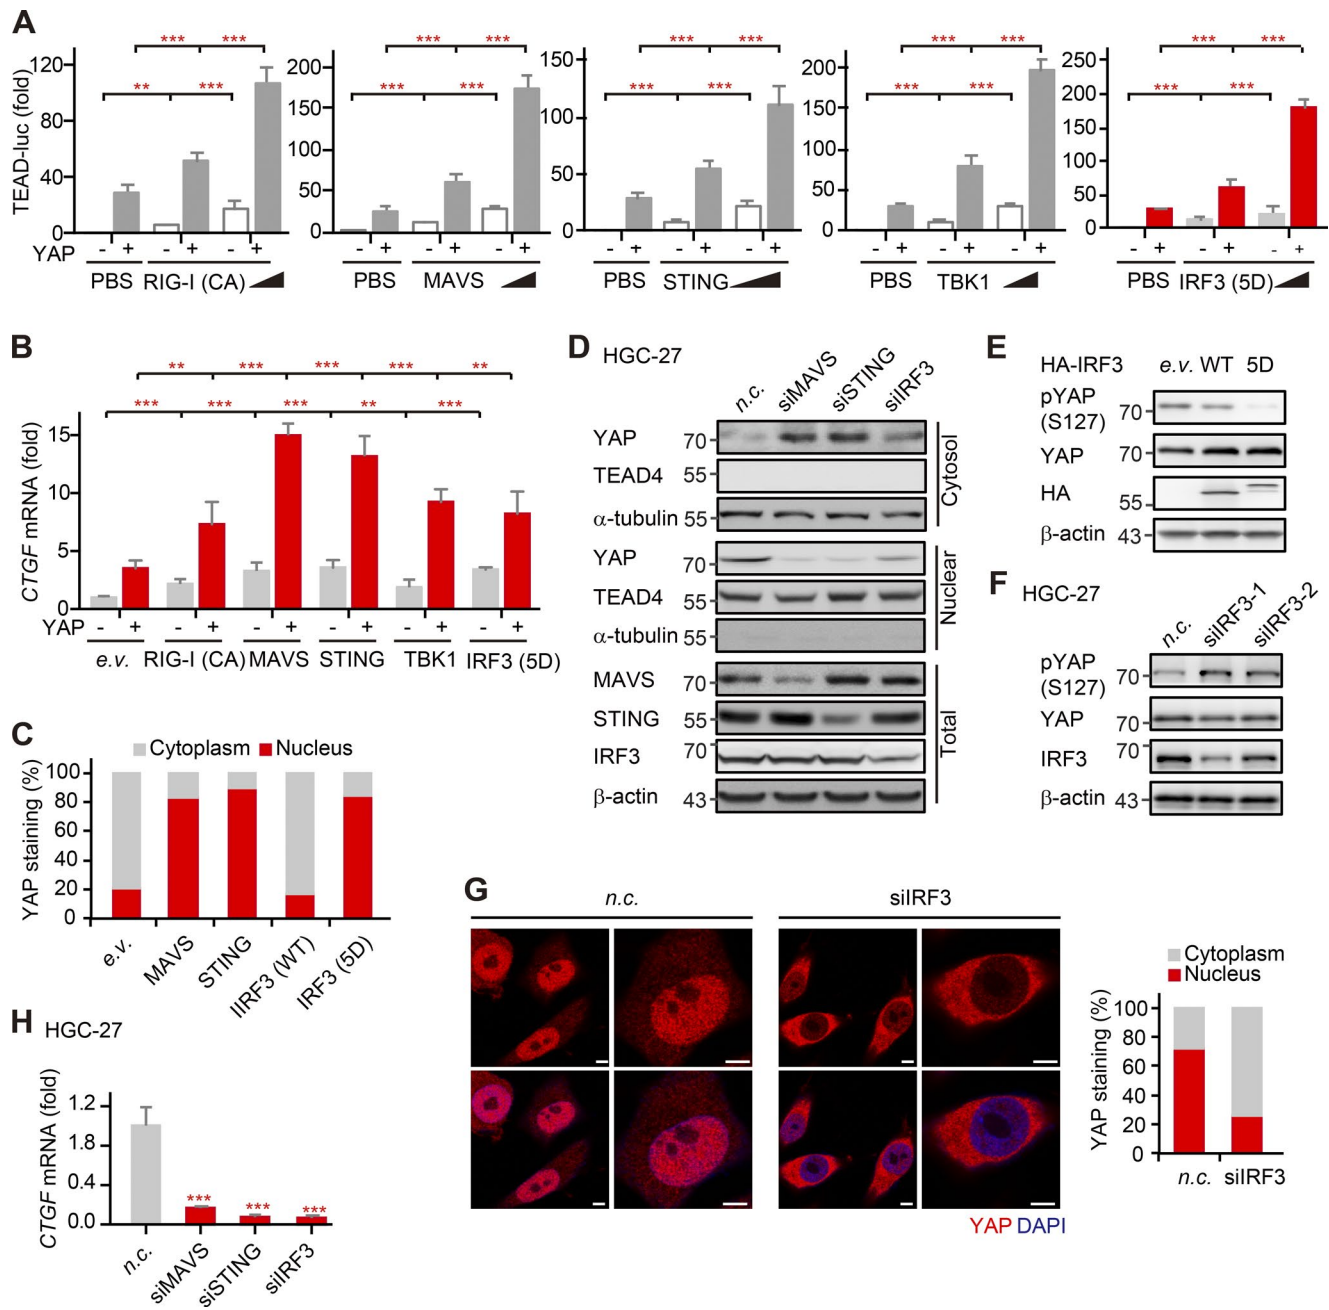 A
TEAD-luc (fold)
120
80
40
0
** ***
*** ***
- + - + - +
YAP
PBS RIG-I (CA)
200
150
100
50
0
*** ***
*** ***
- + - + - +
PBS MAVS
150
100
50
0
*** ***
*** ***
- + - + - +
PBS STING
200
150
100
50
0
*** ***
*** ***
- + - + - +
PBS TBK1
250
200
150
100
50
0
*** ***
*** ***
- + - + - +
PBS IRF3 (5D)
B
** *** *** *** **
*** *** *** ** ***
CTGF mRNA (fold)
15
10
5
0
YAP - + - + - + - + - + - +
e.v. RIG-I (CA) MAVS STING TBK1 IRF3 (5D)
C
Cytoplasm Nucleus
YAP staining (%)
100
80
60
40
20
0
e.v. MAVS STING IIRF3 (WT) IRF3 (5D)
D HGC-27
n.c. siMAVS siSTING siIRF3
YAP 70
TEAD4 55
α-tubulin 55
Cytosol
YAP 70
TEAD4 55
α-tubulin 55
Nuclear
MAVS 70
STING 55
IRF3 70
β-actin 43
Total
E
HA-IRF3 e.v. WT 5D
pYAP
(S127) 70
YAP 70
HA 55
β-actin 43
F HGC-27
n.c. siIRF3-1 siIRF3-2
pYAP
(S127) 70
YAP 70
IRF3 70
β-actin 43
G
n.c. siIRF3
YAP DAPI
Cytoplasm
Nucleus
YAP staining (%)
100
80
60
40
20
0
n.c. siIRF3
H HGC-27
CTGF mRNA (fold)
1.2
1.8
0.4
0.0
*** *** ***
n.c. siMAVS siSTING siIRF3